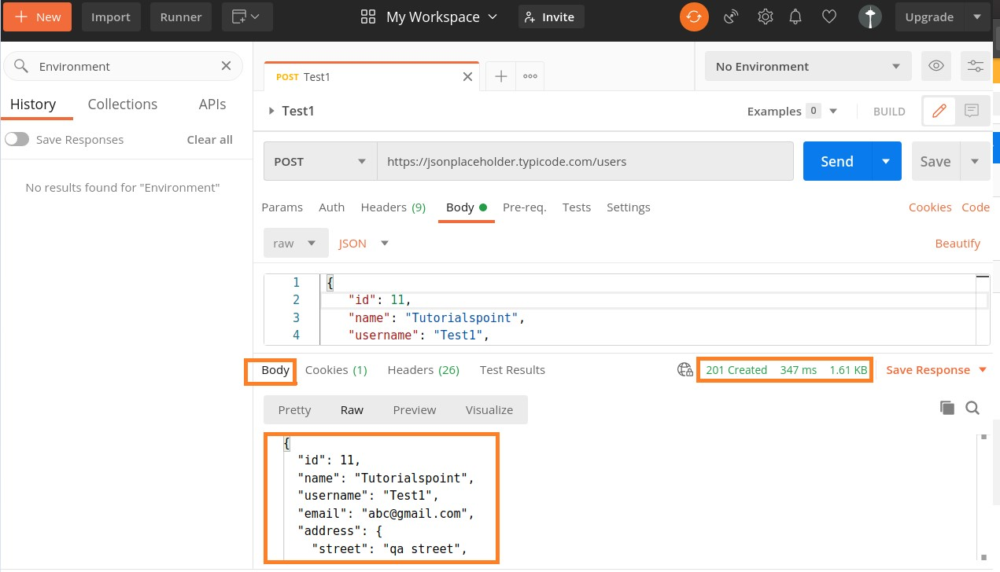 New Import Runner My Workspace Invite Upgrade
Environment
POST Test1
No Environment
History Collections APIs
Test1
Examples 0 BUILD
Save Responses Clear all
POST https://jsonplaceholder.typicode.com/users Send Save
No results found for "Environment"
Params Auth Headers (9) Body Pre-req. Tests Settings Cookies Code
raw JSON Beautify
1 {
2 "id": 11,
3 "name": "Tutorialspoint",
4 "username": "Test1",
Body Cookies (1) Headers (26) Test Results 201 Created 347 ms 1.61 KB Save Response
Pretty Raw Preview Visualize
{
"id": 11,
"name": "Tutorialspoint",
"username": "Test1",
"email": "abc@gmail.com",
"address": {
"street": "qa street",